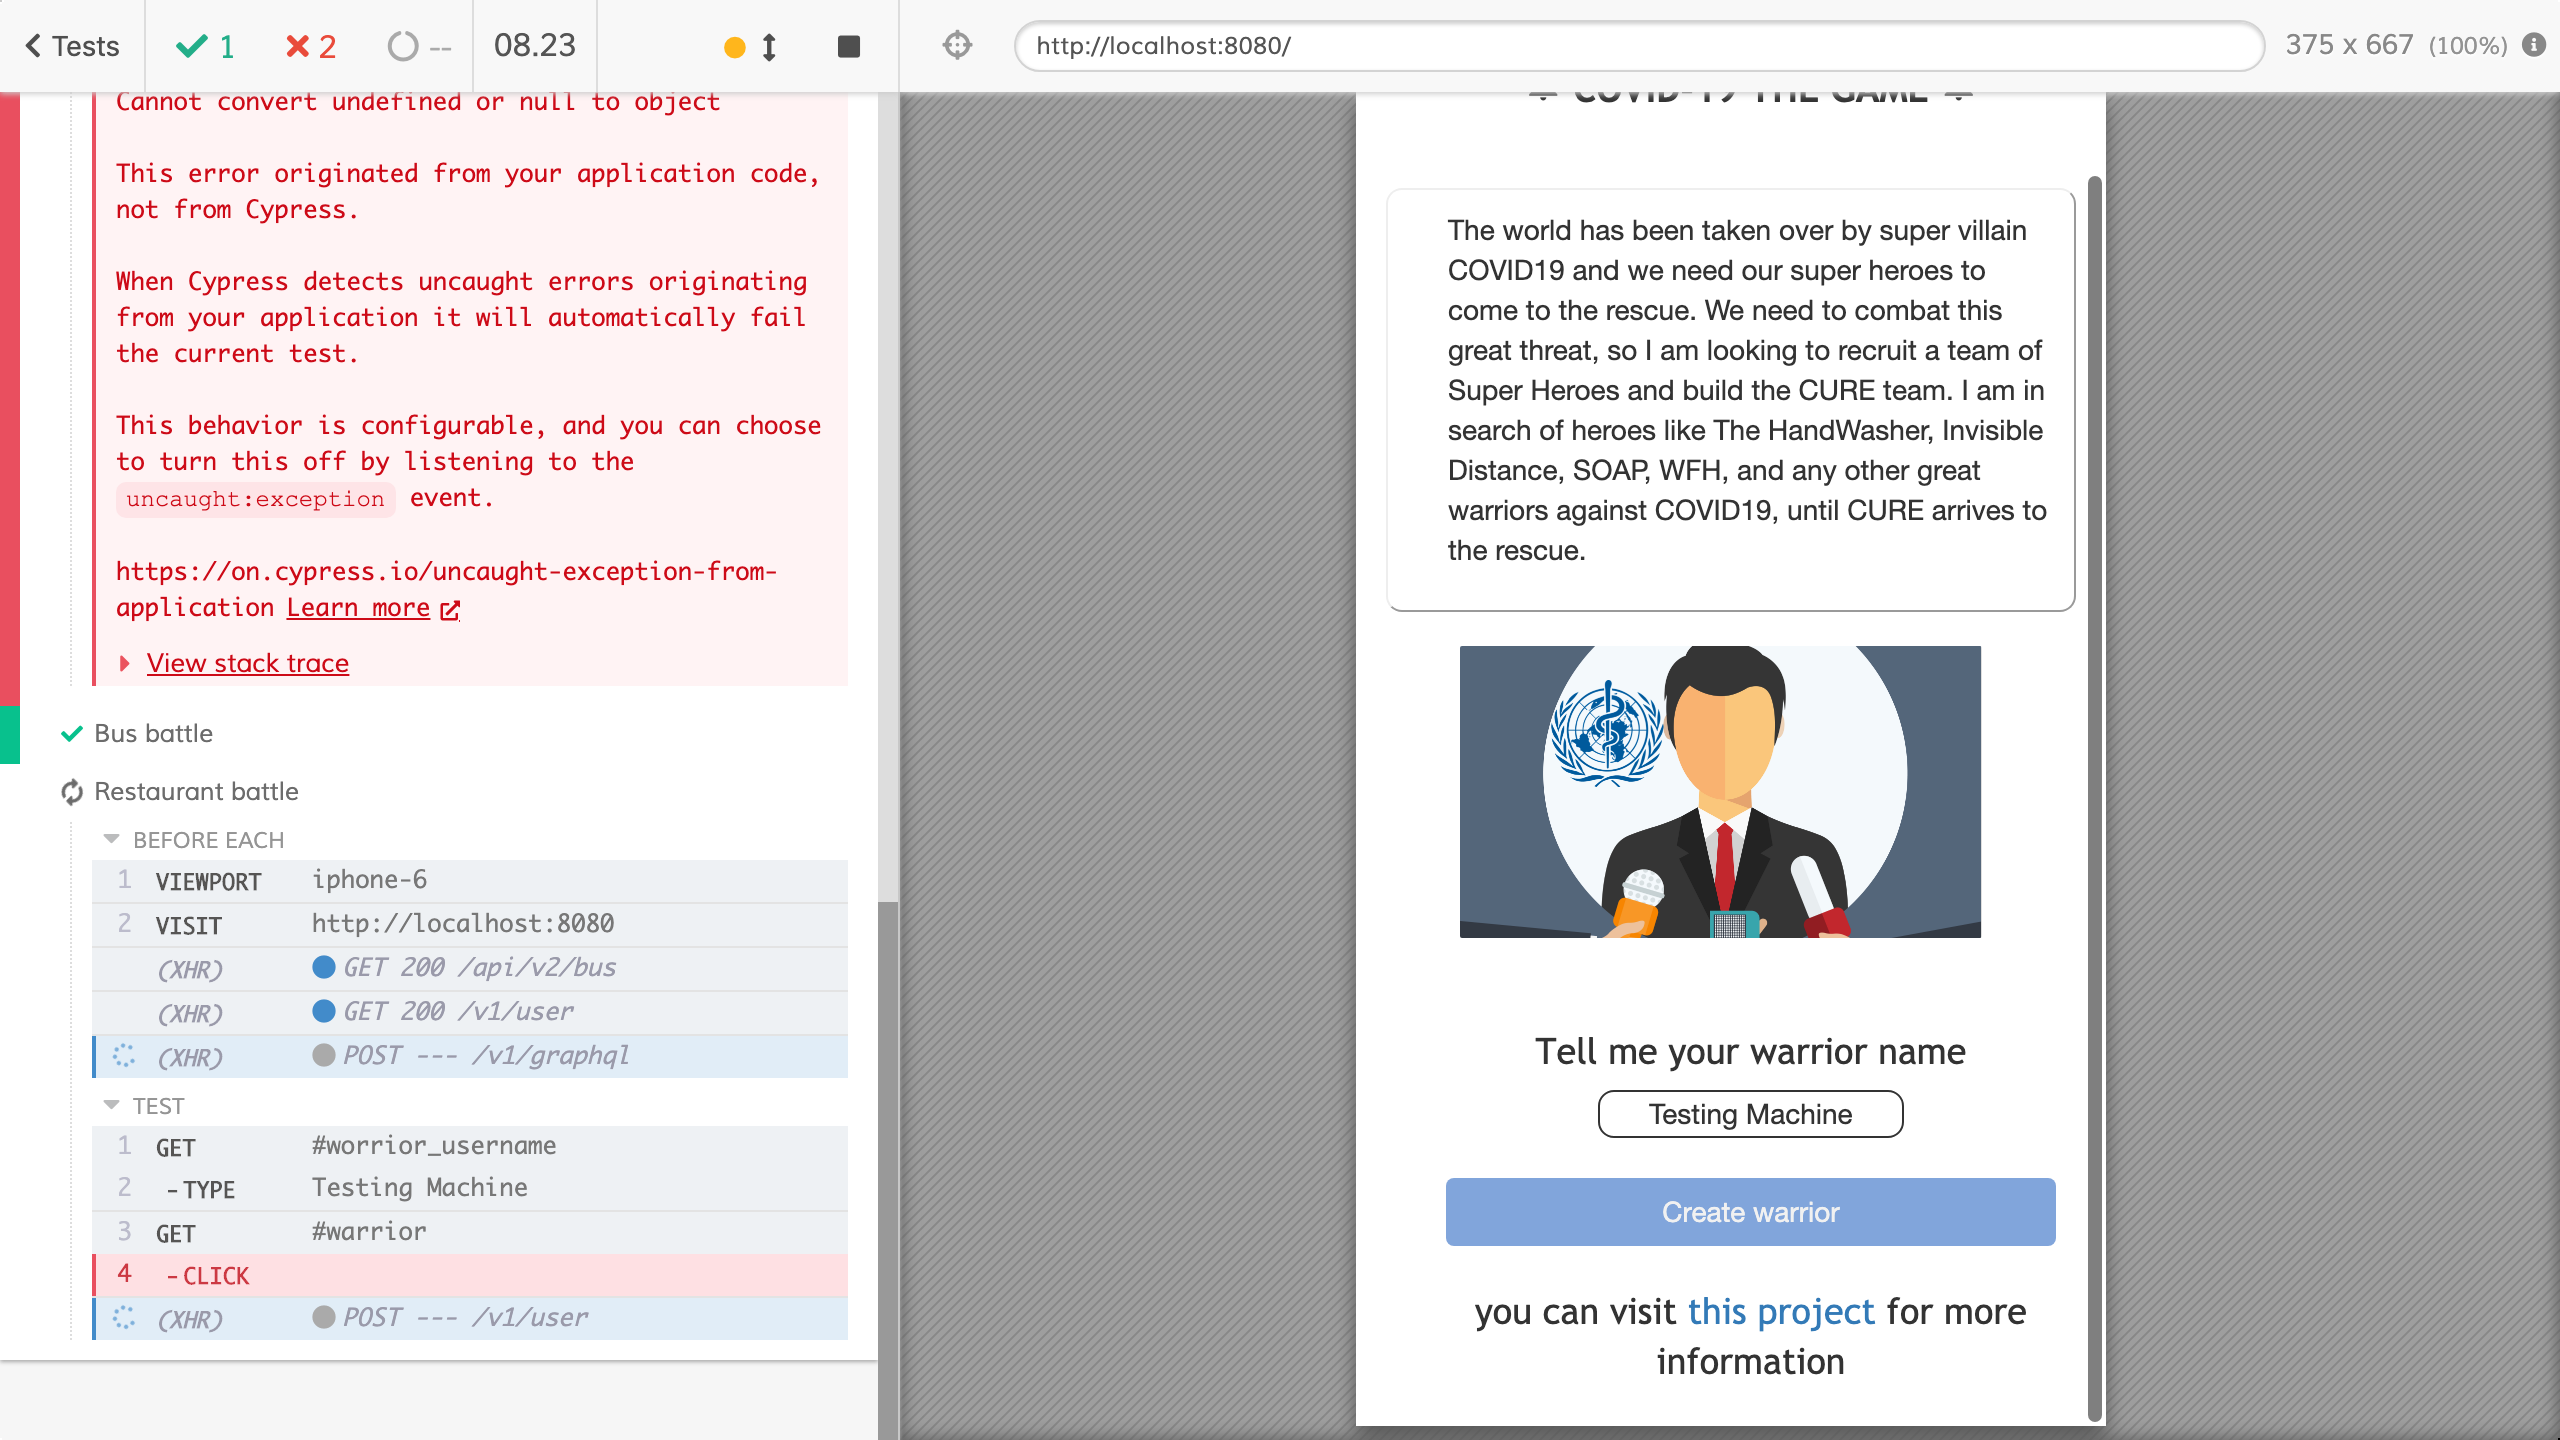 Tests
1
2
--
08.23
http://localhost:8080/
375 x 667 (100%)
Cannot convert undefined or null to object
This error originated from your application code,
not from Cypress.
When Cypress detects uncaught errors originating
from your application it will automatically fail
the current test.
This behavior is configurable, and you can choose
to turn this off by listening to the
uncaught:exception event.
https://on.cypress.io/uncaught-exception-from-
application Learn more
View stack trace
Bus battle
Restaurant battle
BEFORE EACH
1 VIEWPORT iphone-6
2 VISIT http://localhost:8080
(XHR) GET 200 /api/v2/bus
(XHR) GET 200 /v1/user
(XHR) POST --- /v1/graphql
TEST
1 GET #worrior_username
2 -TYPE Testing Machine
3 GET #warrior
4 -CLICK
(XHR) POST --- /v1/user
COVID-19 THE GAME
The world has been taken over by super villain
COVID19 and we need our super heroes to
come to the rescue. We need to combat this
great threat, so I am looking to recruit a team of
Super Heroes and build the CURE team. I am in
search of heroes like The HandWasher, Invisible
Distance, SOAP, WFH, and any other great
warriors against COVID19, until CURE arrives to
the rescue.
Tell me your warrior name
Testing Machine
Create warrior
you can visit this project for more
information